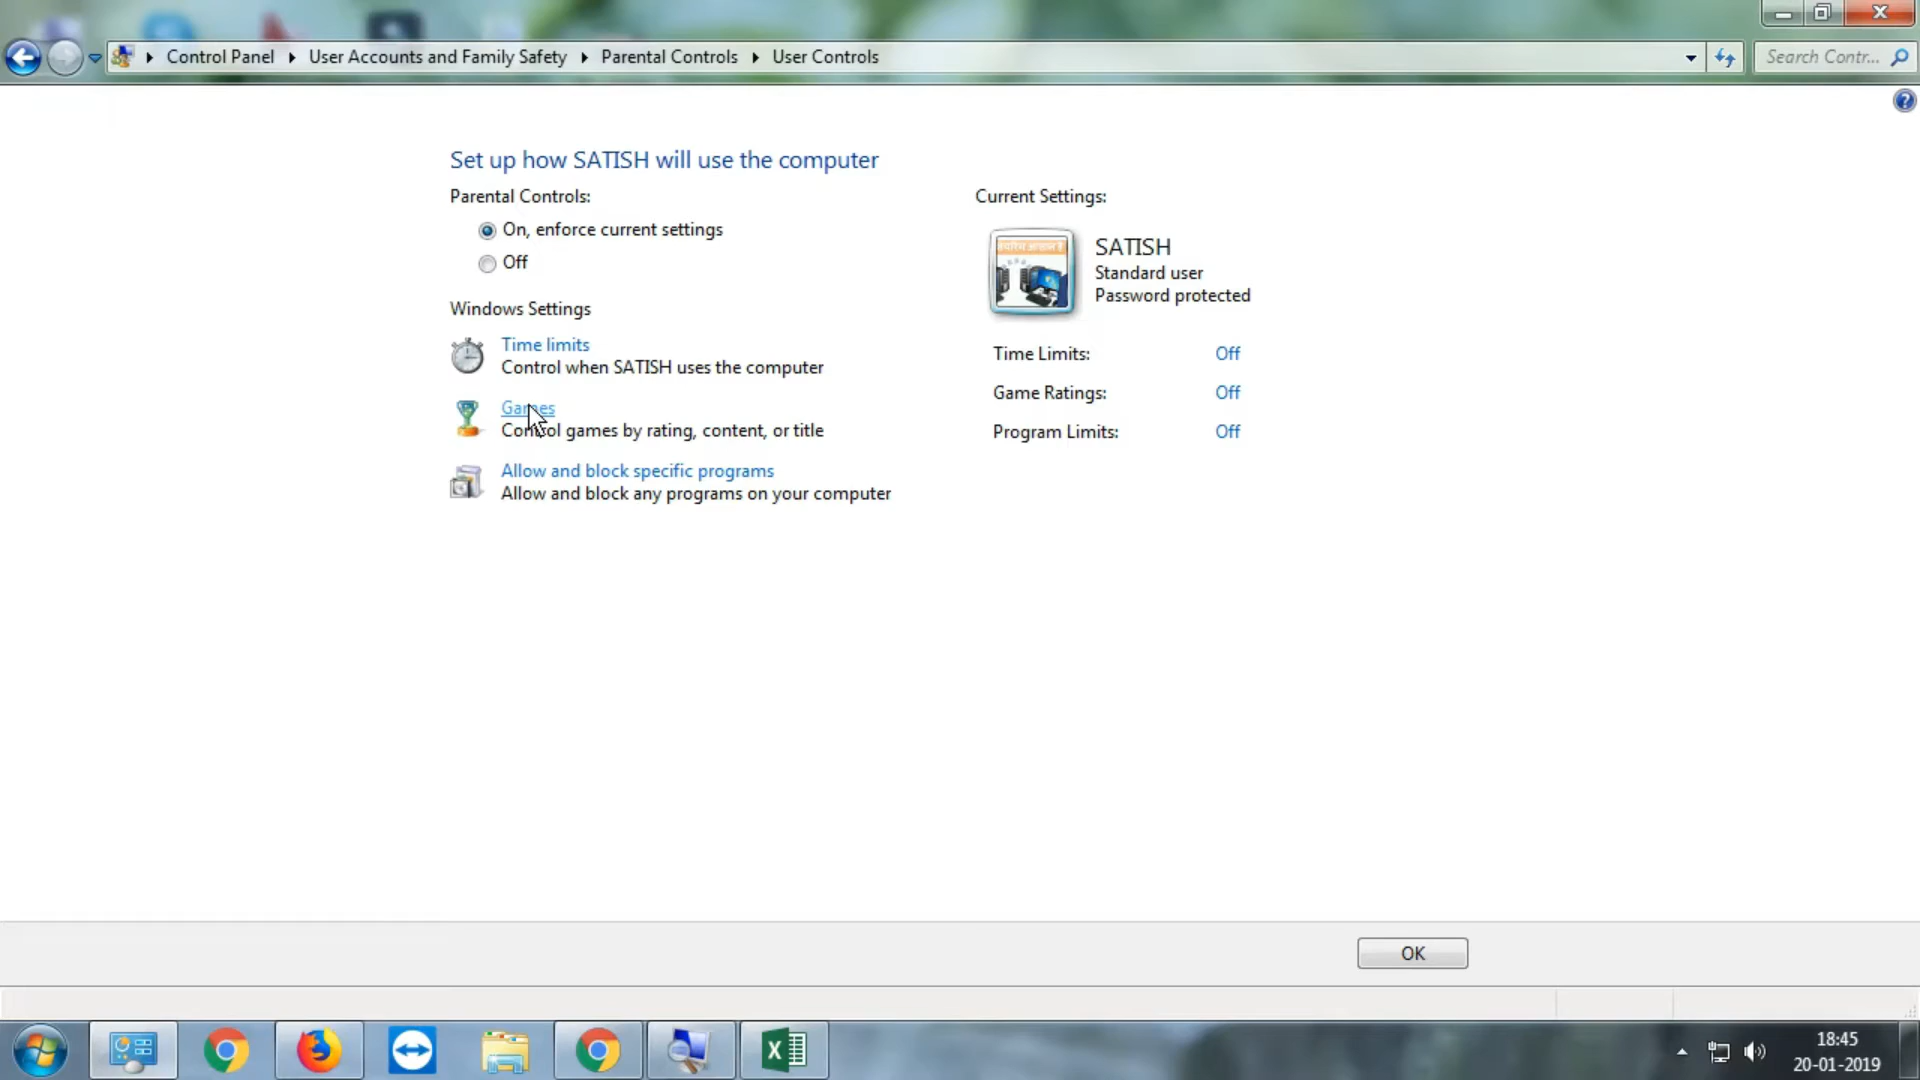 Control Panel User Accounts and Family Safety Parental Controls User Controls
Search Contr...
Set up how SATISH will use the computer
Parental Controls:
On, enforce current settings
Off
Windows Settings
Time limits
Control when SATISH uses the computer
Games
Control games by rating, content, or title
Allow and block specific programs
Allow and block any programs on your computer
Current Settings:
SATISH
Standard user
Password protected
Time Limits: Off
Game Ratings: Off
Program Limits: Off
OK
18:45
20-01-2019